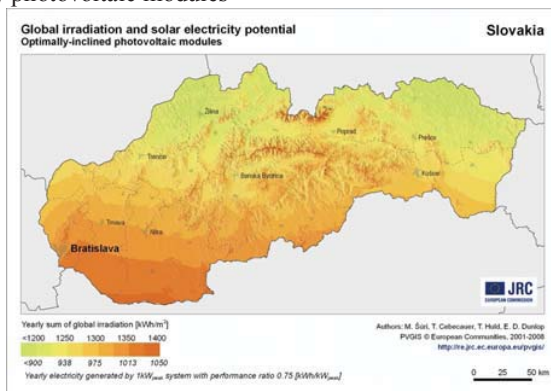 photovoltaic modules
Global irradiation and solar electricity potential
Optimally-inclined photovoltaic modules
Slovakia
Žilina
Poprad
Prešov
Trenčín
Banská Bystrica
Košice
Trnava
Nitra
Bratislava
JRC
EUROPEAN COMMISSION
Yearly sum of global irradiation [kWh/m²]
<1200 1250 1300 1350 1400
<900 938 975 1013 1050
Yearly electricity generated by 1kWpeak system with performance ratio 0.75 [kWh/kWpeak]
Authors: M. Šúri, T. Cebecauer, T. Huld, E. D. Dunlop
PVGIS © European Communities, 2001-2008
http://re.jrc.ec.europa.eu/pvgis/
0 25 50 km